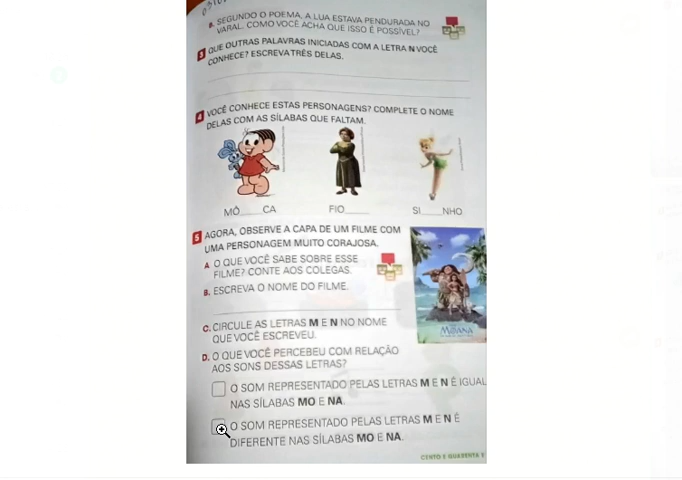 B. SEGUNDO O POEMA, A LUA ESTAVA PENDURADA NO
VARAL. COMO VOCÊ ACHA QUE ISSO É POSSÍVEL?
3 QUE OUTRAS PALAVRAS INICIADAS COM A LETRA N VOCÊ
CONHECE? ESCREVA TRÊS DELAS.
4 VOCÊ CONHECE ESTAS PERSONAGENS? COMPLETE O NOME
DELAS COM AS SÍLABAS QUE FALTAM.
MÔ____CA FIO____ SI____NHO
5 AGORA, OBSERVE A CAPA DE UM FILME COM
UMA PERSONAGEM MUITO CORAJOSA.
A. O QUE VOCÊ SABE SOBRE ESSE
FILME? CONTE AOS COLEGAS.
B. ESCREVA O NOME DO FILME.
MOANA
C. CIRCULE AS LETRAS M E N NO NOME
QUE VOCÊ ESCREVEU.
D. O QUE VOCÊ PERCEBEU COM RELAÇÃO
AOS SONS DESSAS LETRAS?
O SOM REPRESENTADO PELAS LETRAS M E N É IGUAL
NAS SÍLABAS MO E NA.
O SOM REPRESENTADO PELAS LETRAS M E N É
DIFERENTE NAS SÍLABAS MO E NA.
CENTO E QUARENTA E